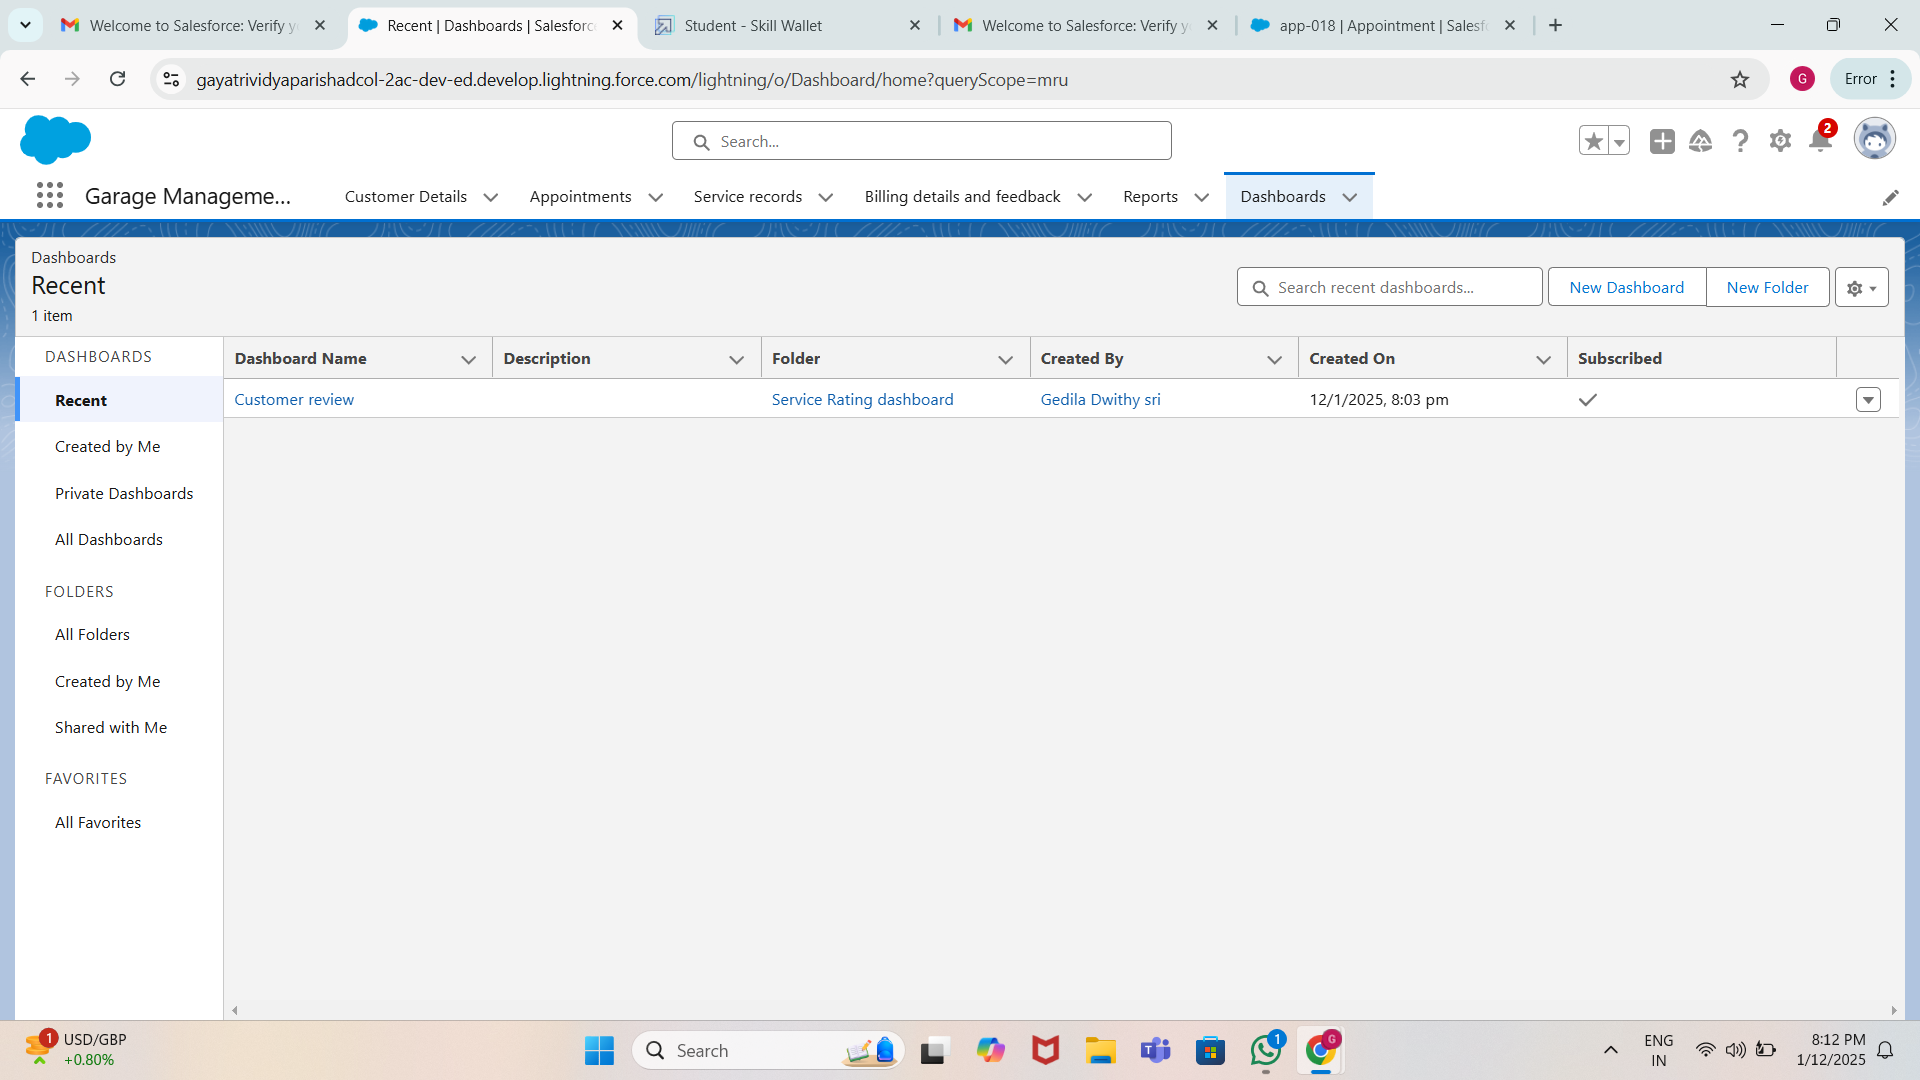 Welcome to Salesforce: Verify y
Recent | Dashboards | Salesforce
Student - Skill Wallet
Welcome to Salesforce: Verify y
app-018 | Appointment | Salesf
gayatrividyaparishadcol-2ac-dev-ed.develop.lightning.force.com/lightning/o/Dashboard/home?queryScope=mru
G
Error
Search...
2
Garage Manageme...
Customer Details
Appointments
Service records
Billing details and feedback
Reports
Dashboards
Dashboards
Recent
1 item
Search recent dashboards...
New Dashboard
New Folder
DASHBOARDS
Recent
Created by Me
Private Dashboards
All Dashboards
FOLDERS
All Folders
Created by Me
Shared with Me
FAVORITES
All Favorites
Dashboard Name Description Folder Created By Created On Subscribed
Customer review Service Rating dashboard Gedila Dwithy sri 12/1/2025, 8:03 pm
1
USD/GBP
+0.80%
Search
1
G
ENG
IN
8:12 PM
1/12/2025